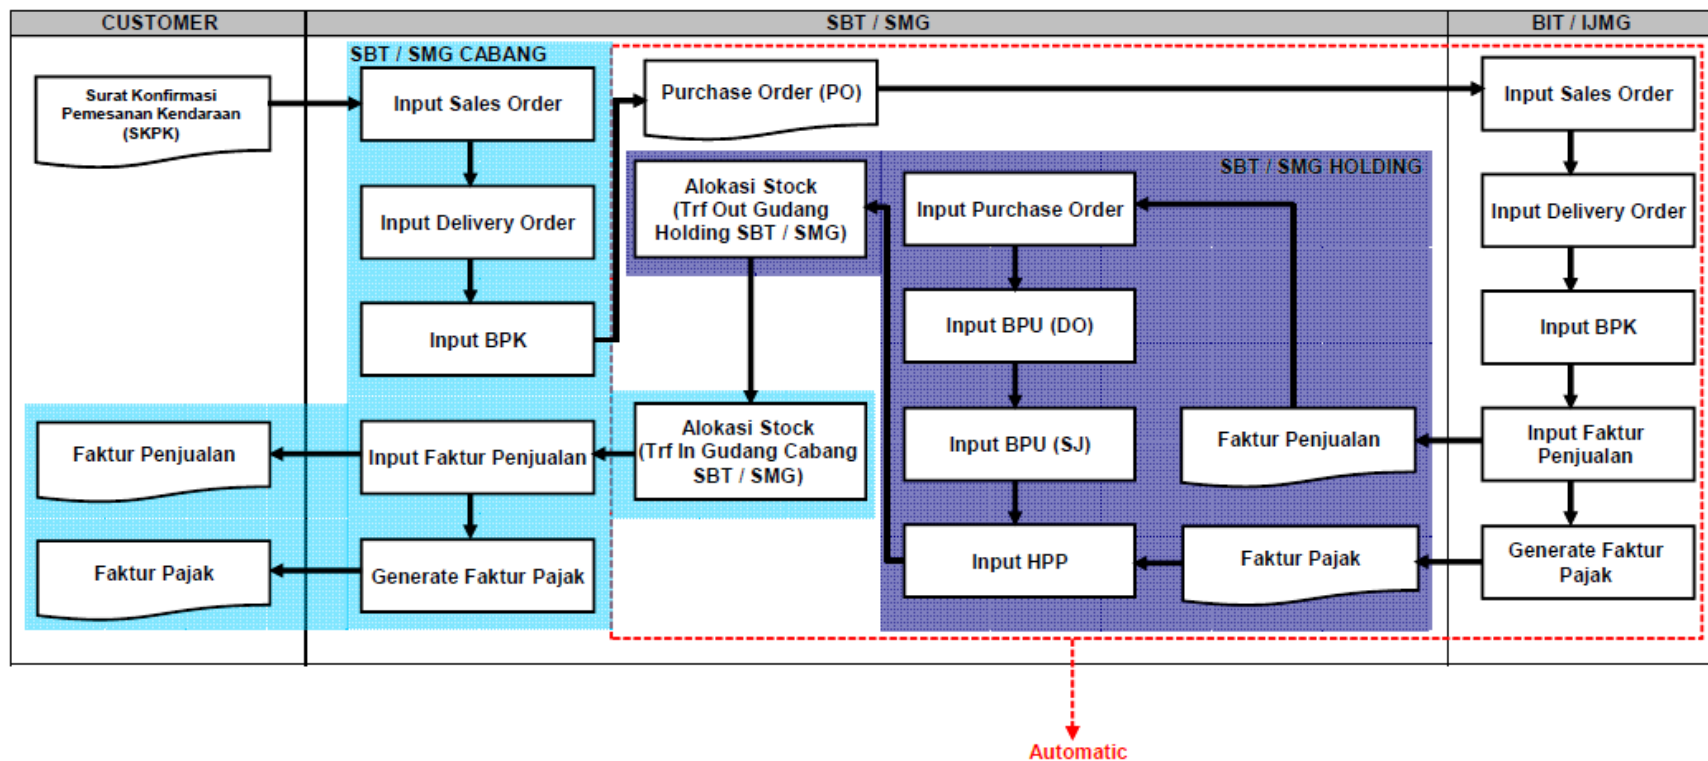 CUSTOMER
SBT / SMG
BIT / IJMG
SBT / SMG CABANG
Surat Konfirmasi
Pemesanan Kendaraan
(SKPK)
Input Sales Order
Purchase Order (PO)
Input Sales Order
SBT / SMG HOLDING
Input Delivery Order
Alokasi Stock
(Trf Out Gudang
Holding SBT / SMG)
Input Purchase Order
Input Delivery Order
Input BPK
Input BPU (DO)
Input BPK
Faktur Penjualan
Input Faktur Penjualan
Alokasi Stock
(Trf In Gudang Cabang
SBT / SMG)
Input BPU (SJ)
Faktur Penjualan
Input Faktur
Penjualan
Faktur Pajak
Generate Faktur Pajak
Input HPP
Faktur Pajak
Generate Faktur
Pajak
Automatic